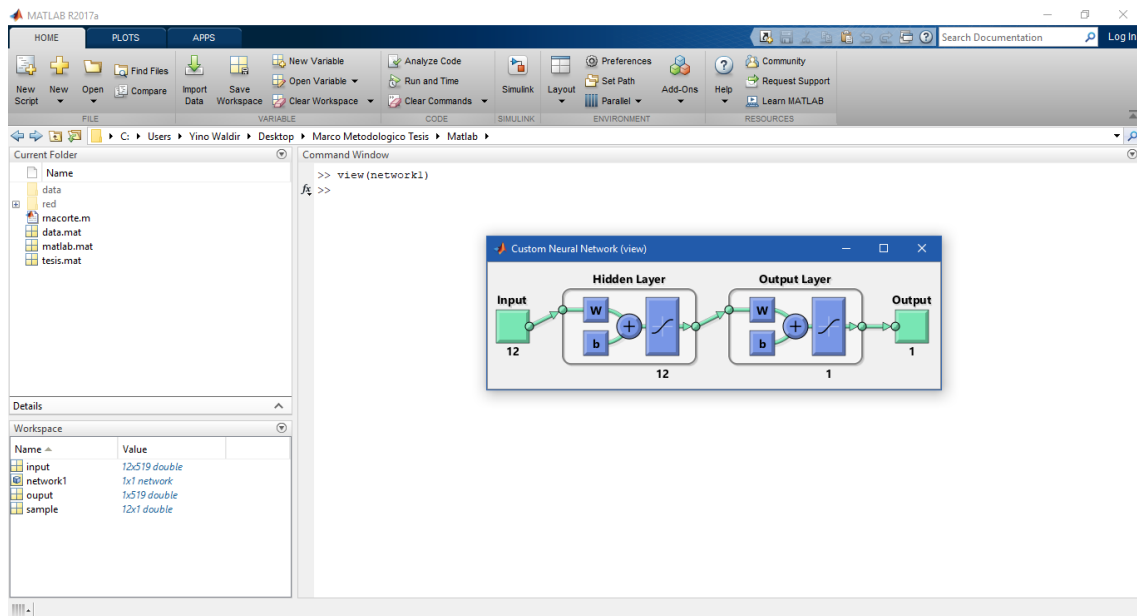 MATLAB R2017a
HOME PLOTS APPS Search Documentation Log In
New Script New Open Find Files Compare Import Data Save Workspace New Variable Open Variable Clear Workspace Analyze Code Run and Time Clear Commands Simulink Layout Preferences Set Path Parallel Add-Ons Help Community Request Support Learn MATLAB
FILE VARIABLE CODE SIMULINK ENVIRONMENT RESOURCES
C: Users Yino Waldir Desktop Marco Metodologico Tesis Matlab
Current Folder
Name
data
red
rnacorte.m
data.mat
matlab.mat
tesis.mat
Details
Workspace
Name Value
input 12x519 double
network1 1x1 network
ouput 1x519 double
sample 12x1 double
Command Window
>> view(network1)
fx >>
Custom Neural Network (view)
Hidden Layer Output Layer
Input Output
W + W +
b b
12 1
12 1